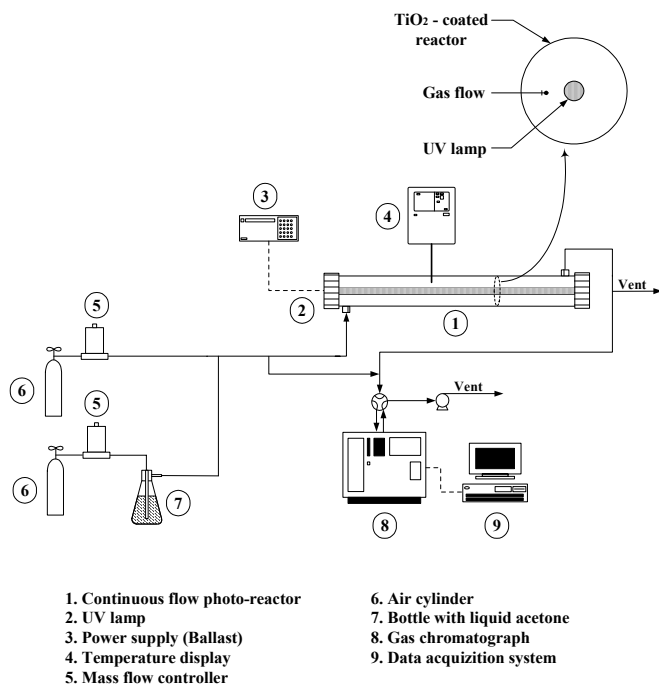 TiO2 - coated
reactor
Gas flow
UV lamp
3
4
2
1
Vent
5
6
5
6
7
Vent
8
9
1. Continuous flow photo-reactor
2. UV lamp
3. Power supply (Ballast)
4. Temperature display
5. Mass flow controller
6. Air cylinder
7. Bottle with liquid acetone
8. Gas chromatograph
9. Data acquizition system